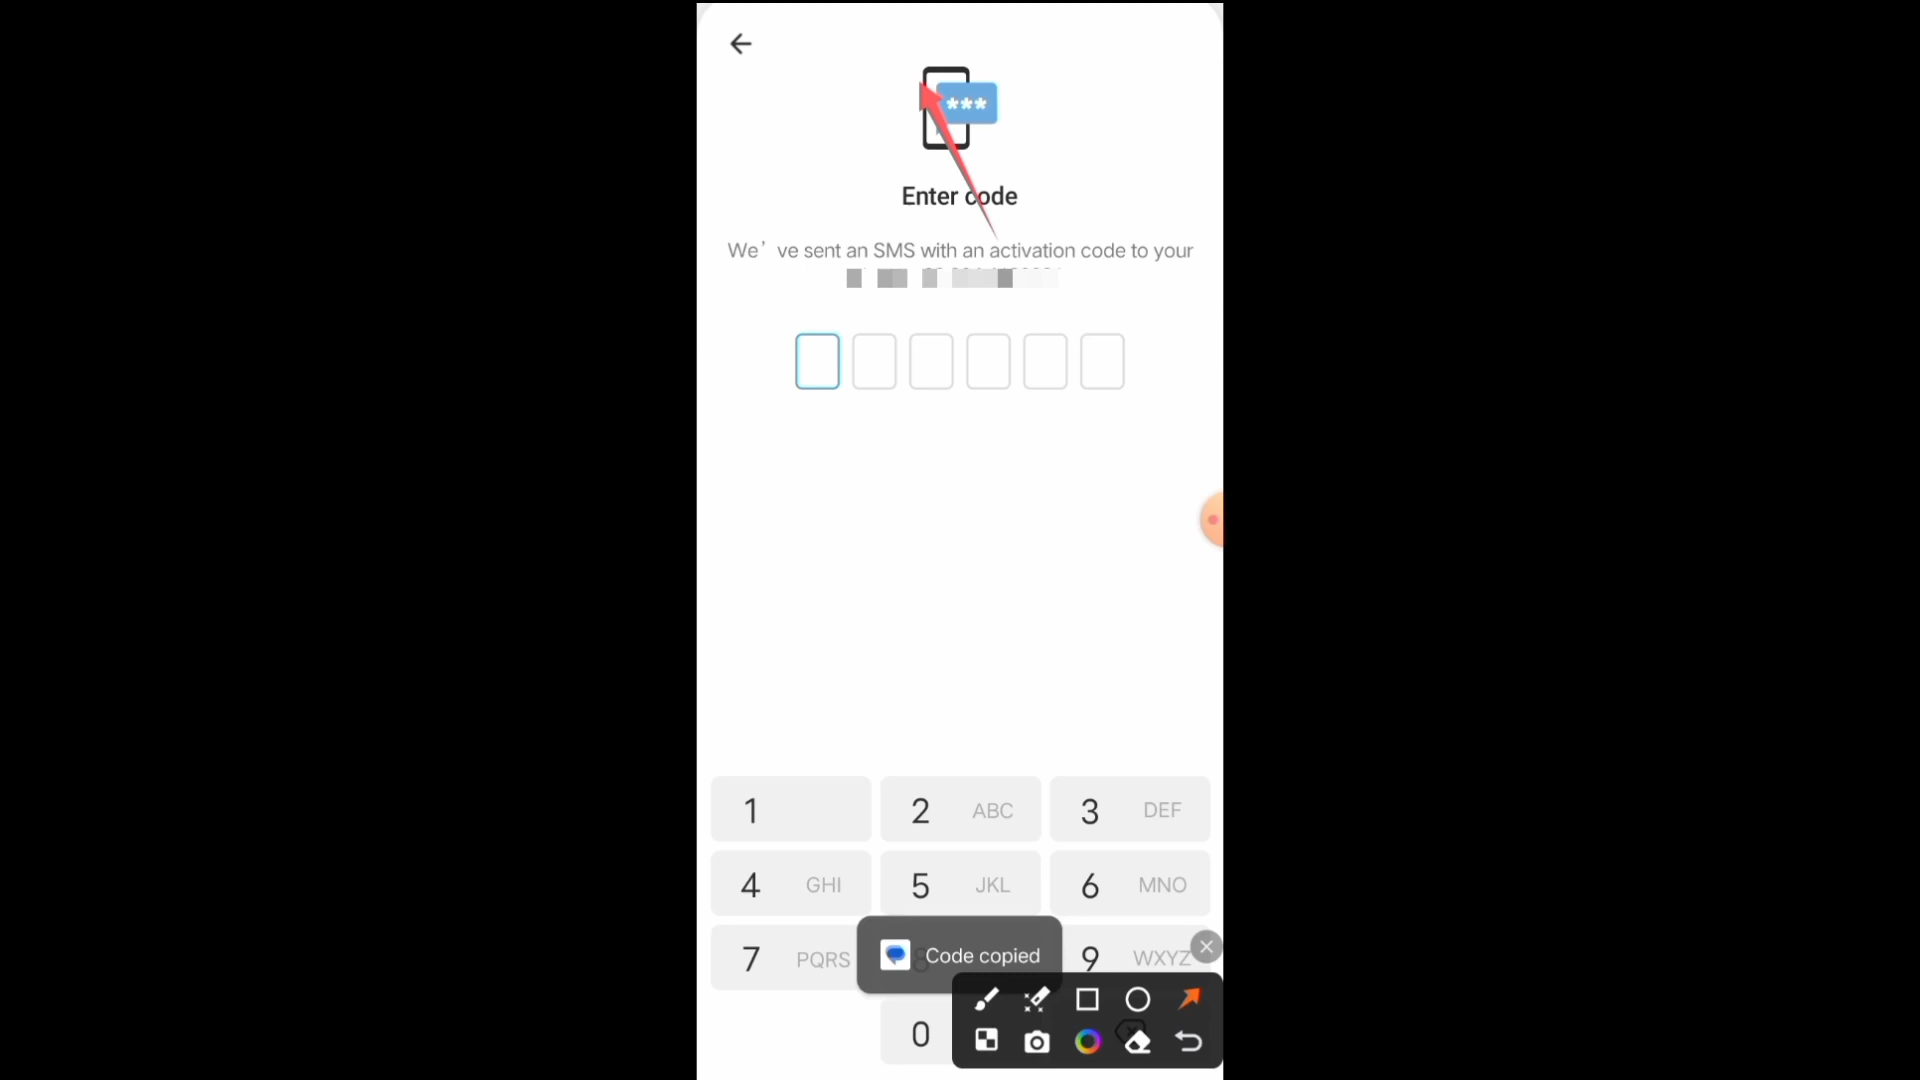 ***
Enter code
We’ve sent an SMS with an activation code to your
1
2 ABC
3 DEF
4 GHI
5 JKL
6 MNO
7 PQRS
8
9 WXYZ
Code copied
0